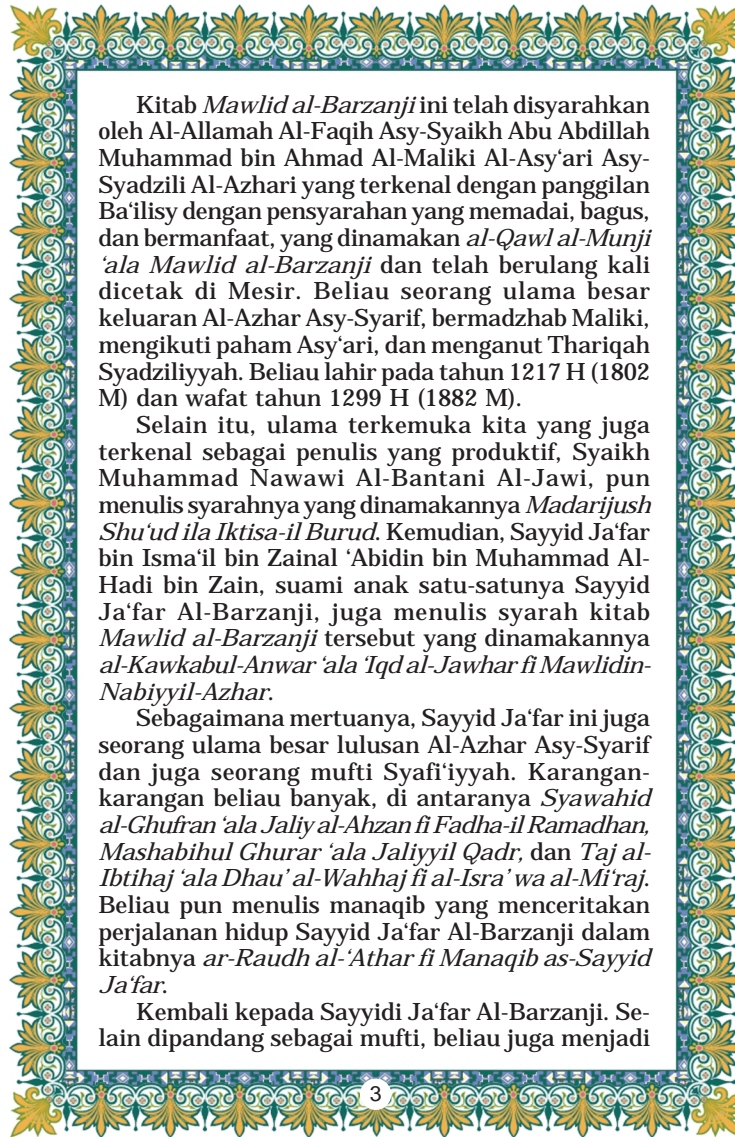 Kitab Mawlid al-Barzanji ini telah disyarahkan
oleh Al-Allamah Al-Faqih Asy-Syaikh Abu Abdillah
Muhammad bin Ahmad Al-Maliki Al-Asy‘ari Asy-
Syadzili Al-Azhari yang terkenal dengan panggilan
Ba‘ilisy dengan pensyarahan yang memadai, bagus,
dan bermanfaat, yang dinamakan al-Qawl al-Munji
‘ala Mawlid al-Barzanji dan telah berulang kali
dicetak di Mesir. Beliau seorang ulama besar
keluaran Al-Azhar Asy-Syarif, bermadzhab Maliki,
mengikuti paham Asy‘ari, dan menganut Thariqah
Syadziliyyah. Beliau lahir pada tahun 1217 H (1802
M) dan wafat tahun 1299 H (1882 M).
Selain itu, ulama terkemuka kita yang juga
terkenal sebagai penulis yang produktif, Syaikh
Muhammad Nawawi Al-Bantani Al-Jawi, pun
menulis syarahnya yang dinamakannya Madarijush
Shu‘ud ila Iktisa-il Burud. Kemudian, Sayyid Ja‘far
bin Isma‘il bin Zainal ‘Abidin bin Muhammad Al-
Hadi bin Zain, suami anak satu-satunya Sayyid
Ja‘far Al-Barzanji, juga menulis syarah kitab
Mawlid al-Barzanji tersebut yang dinamakannya
al-Kawkabul-Anwar ‘ala ‘Iqd al-Jawhar fi Mawlidin-
Nabiyyil-Azhar.
Sebagaimana mertuanya, Sayyid Ja‘far ini juga
seorang ulama besar lulusan Al-Azhar Asy-Syarif
dan juga seorang mufti Syafi‘iyyah. Karangan-
karangan beliau banyak, di antaranya Syawahid
al-Ghufran ‘ala Jaliy al-Ahzan fi Fadha-il Ramadhan,
Mashabihul Ghurar ‘ala Jaliyyil Qadr, dan Taj al-
Ibtihaj ‘ala Dhau’ al-Wahhaj fi al-Isra’ wa al-Mi‘raj.
Beliau pun menulis manaqib yang menceritakan
perjalanan hidup Sayyid Ja‘far Al-Barzanji dalam
kitabnya ar-Raudh al-‘Athar fi Manaqib as-Sayyid
Ja‘far.
Kembali kepada Sayyidi Ja‘far Al-Barzanji. Se-
lain dipandang sebagai mufti, beliau juga menjadi
3